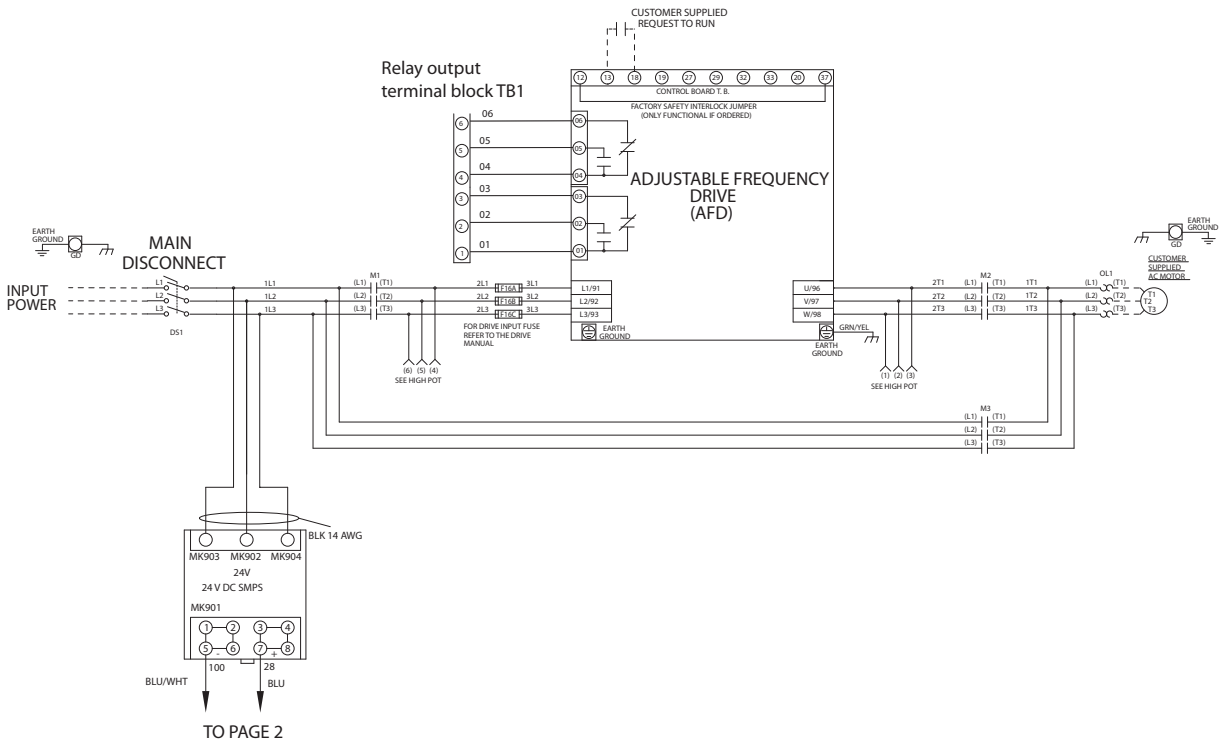 CUSTOMER SUPPLIED
REQUEST TO RUN
Relay output
terminal block TB1
12 13 18 19 27 29 32 33 20 37
CONTROL BOARD T. B.
FACTORY SAFETY INTERLOCK JUMPER
(ONLY FUNCTIONAL IF ORDERED)
6 06 06
5 05 05
4 04 04
3 03 03
2 02 02
1 01 01
ADJUSTABLE FREQUENCY
DRIVE
(AFD)
EARTH
GROUND
GD
MAIN
DISCONNECT
INPUT
POWER
L1
L2
L3
DS1
1L1
1L2
1L3
M1
(L1) (T1)
(L2) (T2)
(L3) (T3)
2L1 F16A 3L1
2L2 F16B 3L2
2L3 F16C 3L3
FOR DRIVE INPUT FUSE
REFER TO THE DRIVE
MANUAL
L1/91
L2/92
L3/93
EARTH
GROUND
(6) (5) (4)
SEE HIGH POT
U/96
V/97
W/98
GRN/YEL
EARTH
GROUND
2T1
2T2
2T3
M2
(L1) (T1)
(L2) (T2)
(L3) (T3)
1T1
1T2
1T3
(1) (2) (3)
SEE HIGH POT
OL1
(L1) (T1)
(L2) (T2)
(L3) (T3)
EARTH
GROUND
GD
CUSTOMER
SUPPLIED
AC MOTOR
T1
T2
T3
M3
(L1) (T1)
(L2) (T2)
(L3) (T3)
BLK 14 AWG
MK903 MK902 MK904
24V
24 V DC SMPS
MK901
1 2 3 4
5 - 6 7 + 8
100 28
BLU/WHT BLU
TO PAGE 2